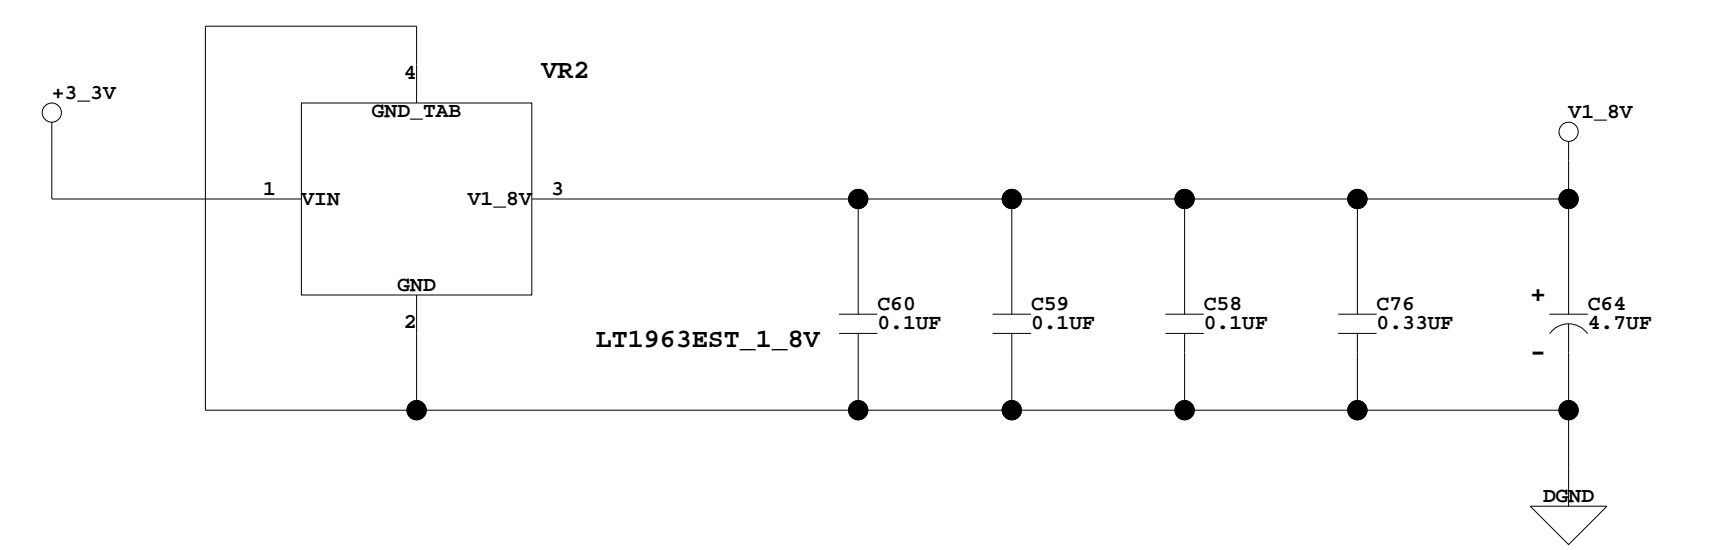 VR2
4
+3_3V
GND_TAB
V1_8V
1
VIN
V1_8V
3
GND
2
LT1963EST_1_8V
C60
0.1UF
C59
0.1UF
C58
0.1UF
C76
0.33UF
+
C64
4.7UF
-
DGND